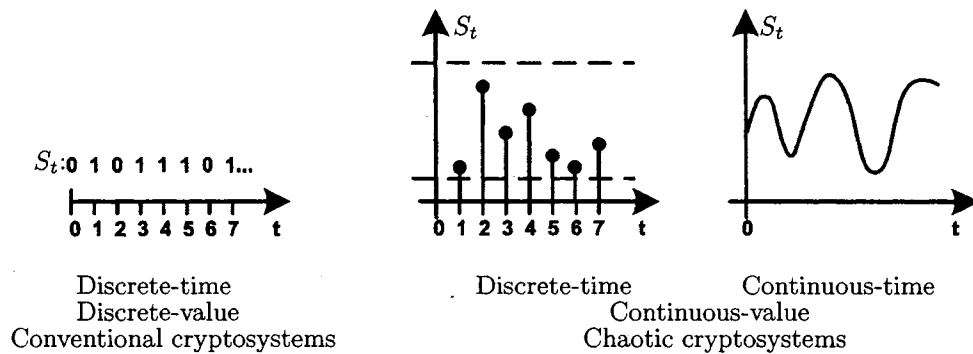 S_t:0 1 0 1 1 1 0 1...
0 1 2 3 4 5 6 7 t
Discrete-time
Discrete-value
Conventional cryptosystems
S_t
0 1 2 3 4 5 6 7 t
Discrete-time
S_t
0 t
Continuous-time
Continuous-value
Chaotic cryptosystems